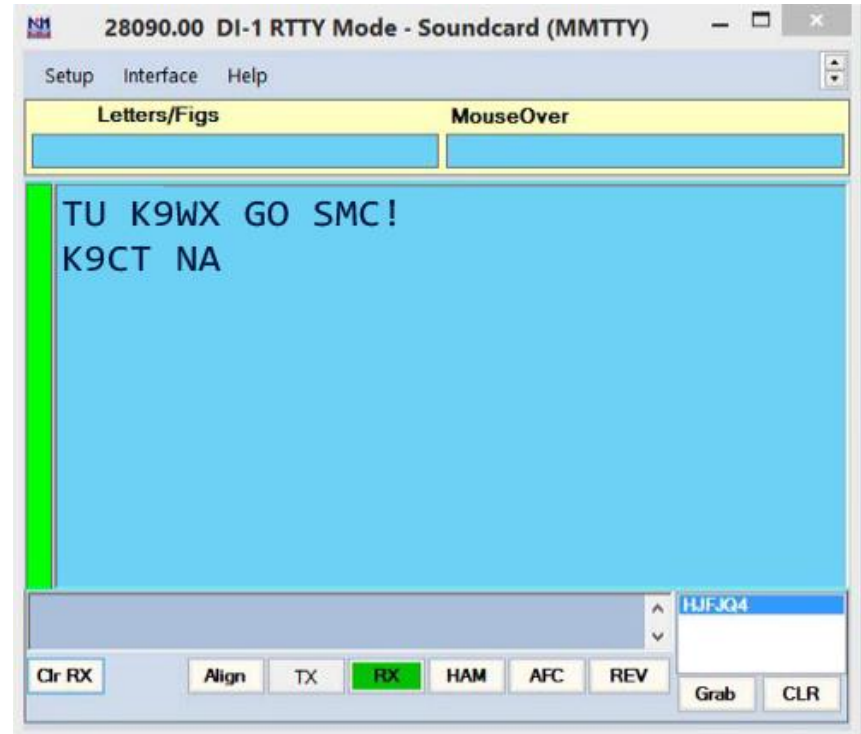 NM
28090.00 DI-1 RTTY Mode - Soundcard (MMTTY)
Setup Interface Help
Letters/Figs MouseOver
TU K9WX GO SMC!
K9CT NA
HJFJQ4
Clr RX Align TX RX HAM AFC REV
Grab CLR